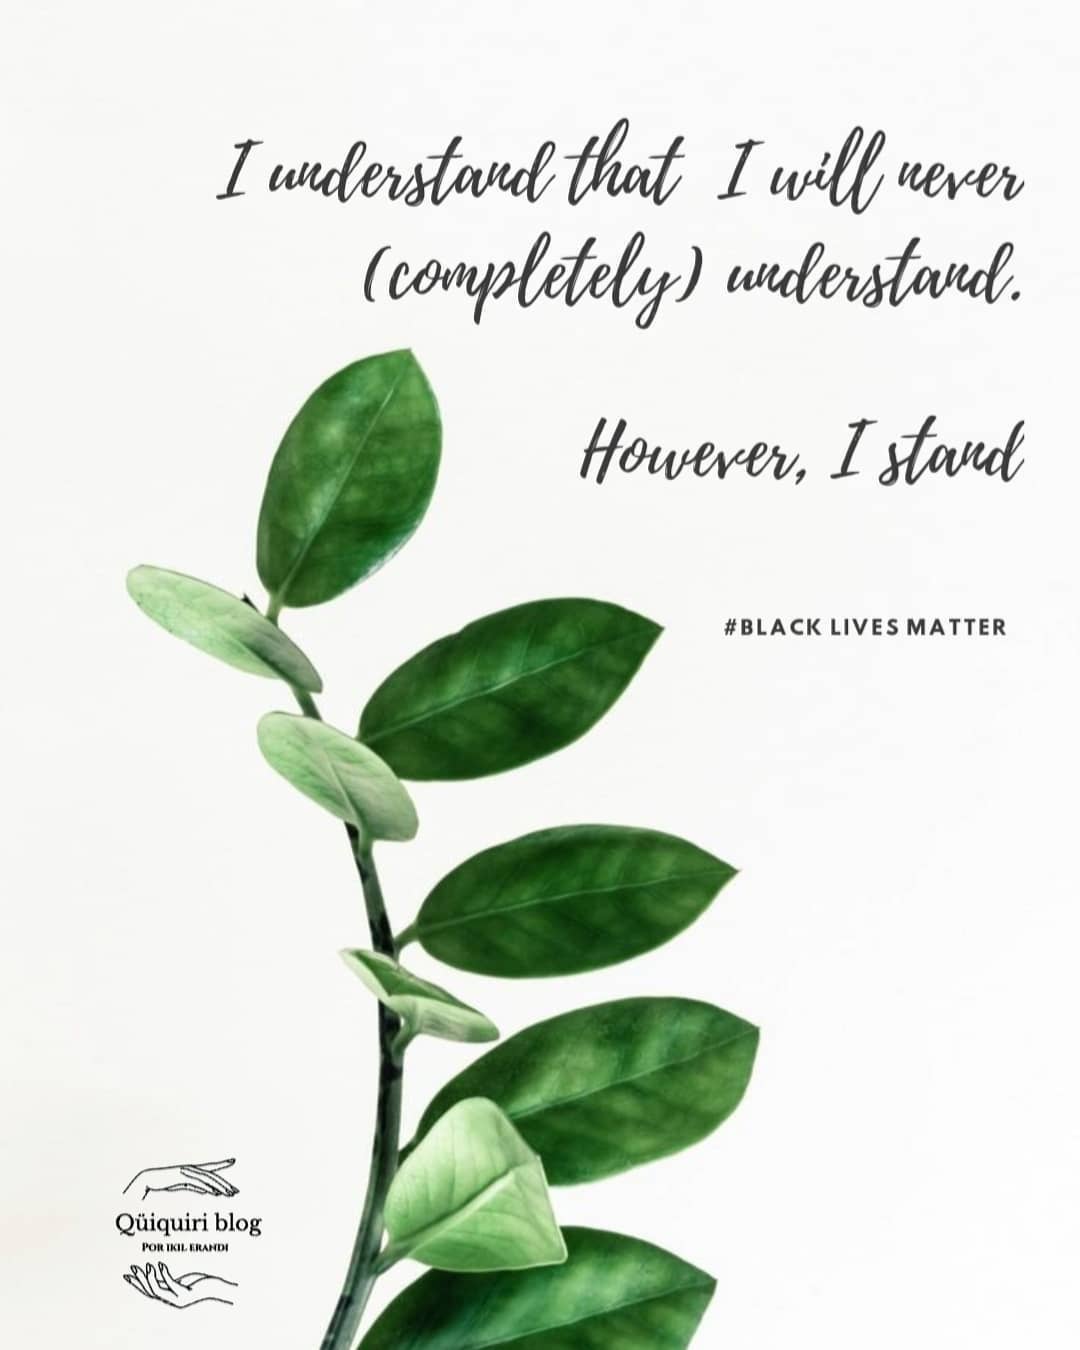 I understand that I will never
(completely) understand.
However, I stand
#BLACK LIVES MATTER
Qüiquiri blog
POR IKIL ERANDI